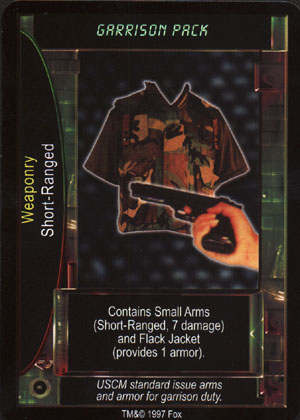 GARRISON PACK
Weaponry
Short-Ranged
Contains Small Arms
(Short-Ranged, 7 damage)
and Flack Jacket
(provides 1 armor).
USCM standard issue arms
and armor for garrison duty.
TM&© 1997 Fox